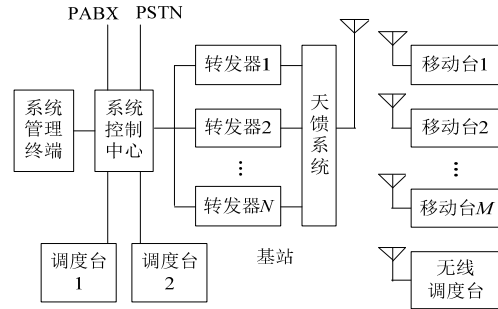 PABX PSTN
系统
管理
终端
系统
控制
中心
转发器1
转发器2
⋮
转发器N
天馈系统
移动台1
移动台2
⋮
移动台M
调度台
1
调度台
2
基站
无线
调度台